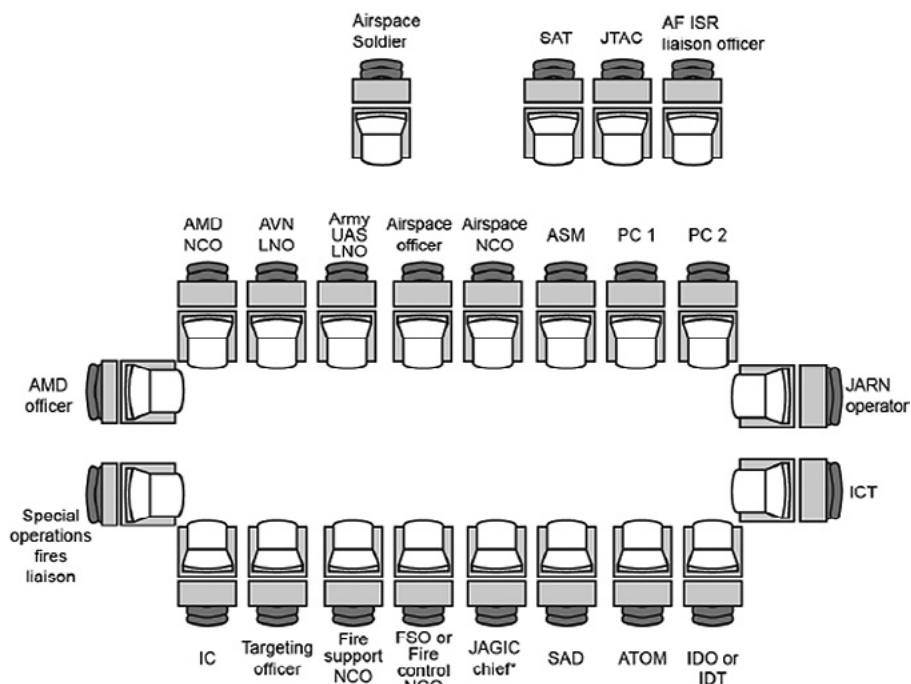 Airspace
Soldier
SAT
JTAC
AF ISR
liaison officer
AMD
NCO
AVN
LNO
Army
UAS
LNO
Airspace
officer
Airspace
NCO
ASM
PC 1
PC 2
AMD
officer
JARN
operator
Special
operations
fires
liaison
ICT
IC
Targeting
officer
Fire
support
NCO
FSO or
Fire
control
NCO
JAGIC
chief*
SAD
ATOM
IDO or
IDT